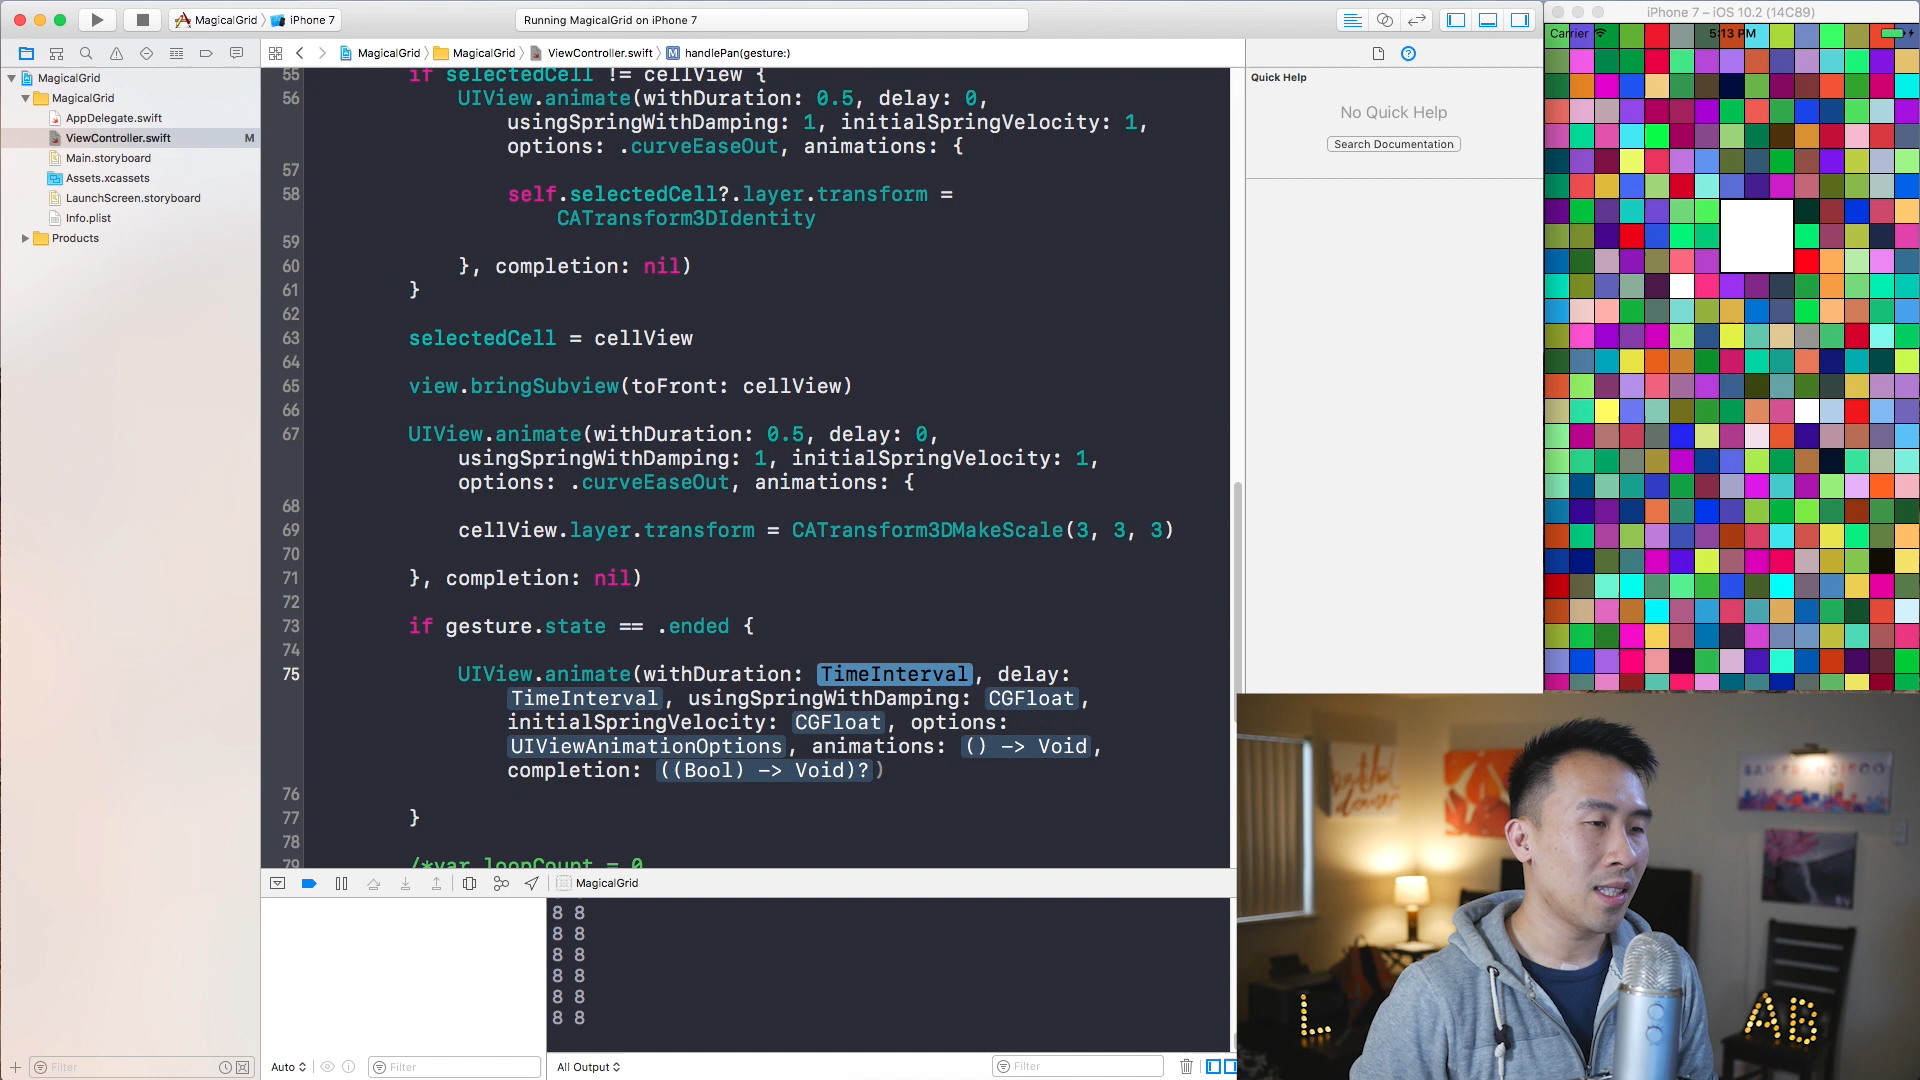 MagicalGrid
iPhone 7
Running MagicalGrid on iPhone 7
iPhone 7 – iOS 10.2 (14C89)
MagicalGrid
MagicalGrid
ViewController.swift
handlePan(gesture:)
Carrier
5:13 PM
MagicalGrid
MagicalGrid
AppDelegate.swift
ViewController.swift
M
Main.storyboard
Assets.xcassets
LaunchScreen.storyboard
Info.plist
Products
55 if selectedCell != cellView {
56 UIView.animate(withDuration: 0.5, delay: 0,
usingSpringWithDamping: 1, initialSpringVelocity: 1,
options: .curveEaseOut, animations: {
57
58 self.selectedCell?.layer.transform =
CATransform3DIdentity
59
60 }, completion: nil)
61 }
62
63 selectedCell = cellView
64
65 view.bringSubview(toFront: cellView)
66
67 UIView.animate(withDuration: 0.5, delay: 0,
usingSpringWithDamping: 1, initialSpringVelocity: 1,
options: .curveEaseOut, animations: {
68
69 cellView.layer.transform = CATransform3DMakeScale(3, 3, 3)
70
71 }, completion: nil)
72
73 if gesture.state == .ended {
74
75 UIView.animate(withDuration: TimeInterval, delay:
TimeInterval, usingSpringWithDamping: CGFloat,
initialSpringVelocity: CGFloat, options:
UIViewAnimationOptions, animations: () -> Void,
completion: ((Bool) -> Void)?)
76
77 }
78
79 /*var loopCount = 0
Quick Help
No Quick Help
Search Documentation
MagicalGrid
8 8
8 8
8 8
8 8
8 8
8 8
Filter
Auto
Filter
All Output
Filter
SAN FRANCISCO
L
AB